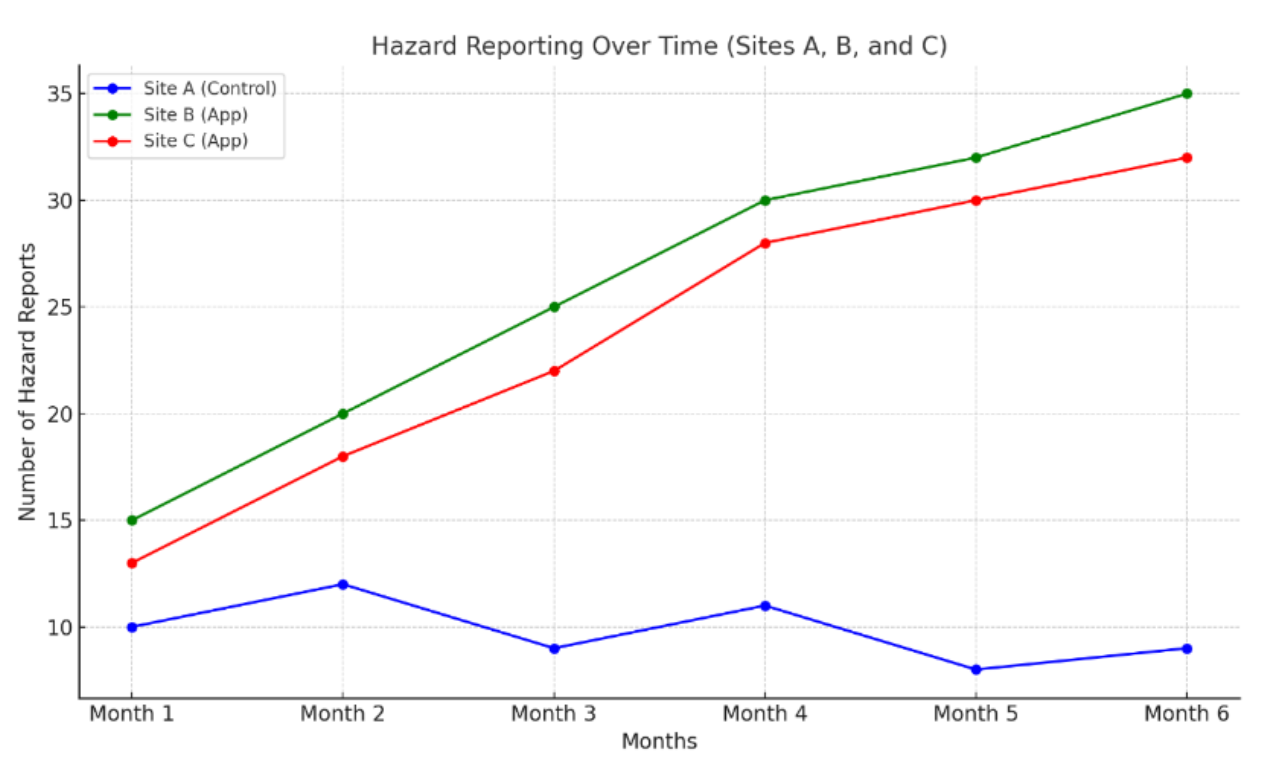 Hazard Reporting Over Time (Sites A, B, and C)
Site A (Control)
Site B (App)
Site C (App)
Number of Hazard Reports
35
30
25
20
15
10
Month 1 Month 2 Month 3 Month 4 Month 5 Month 6
Months